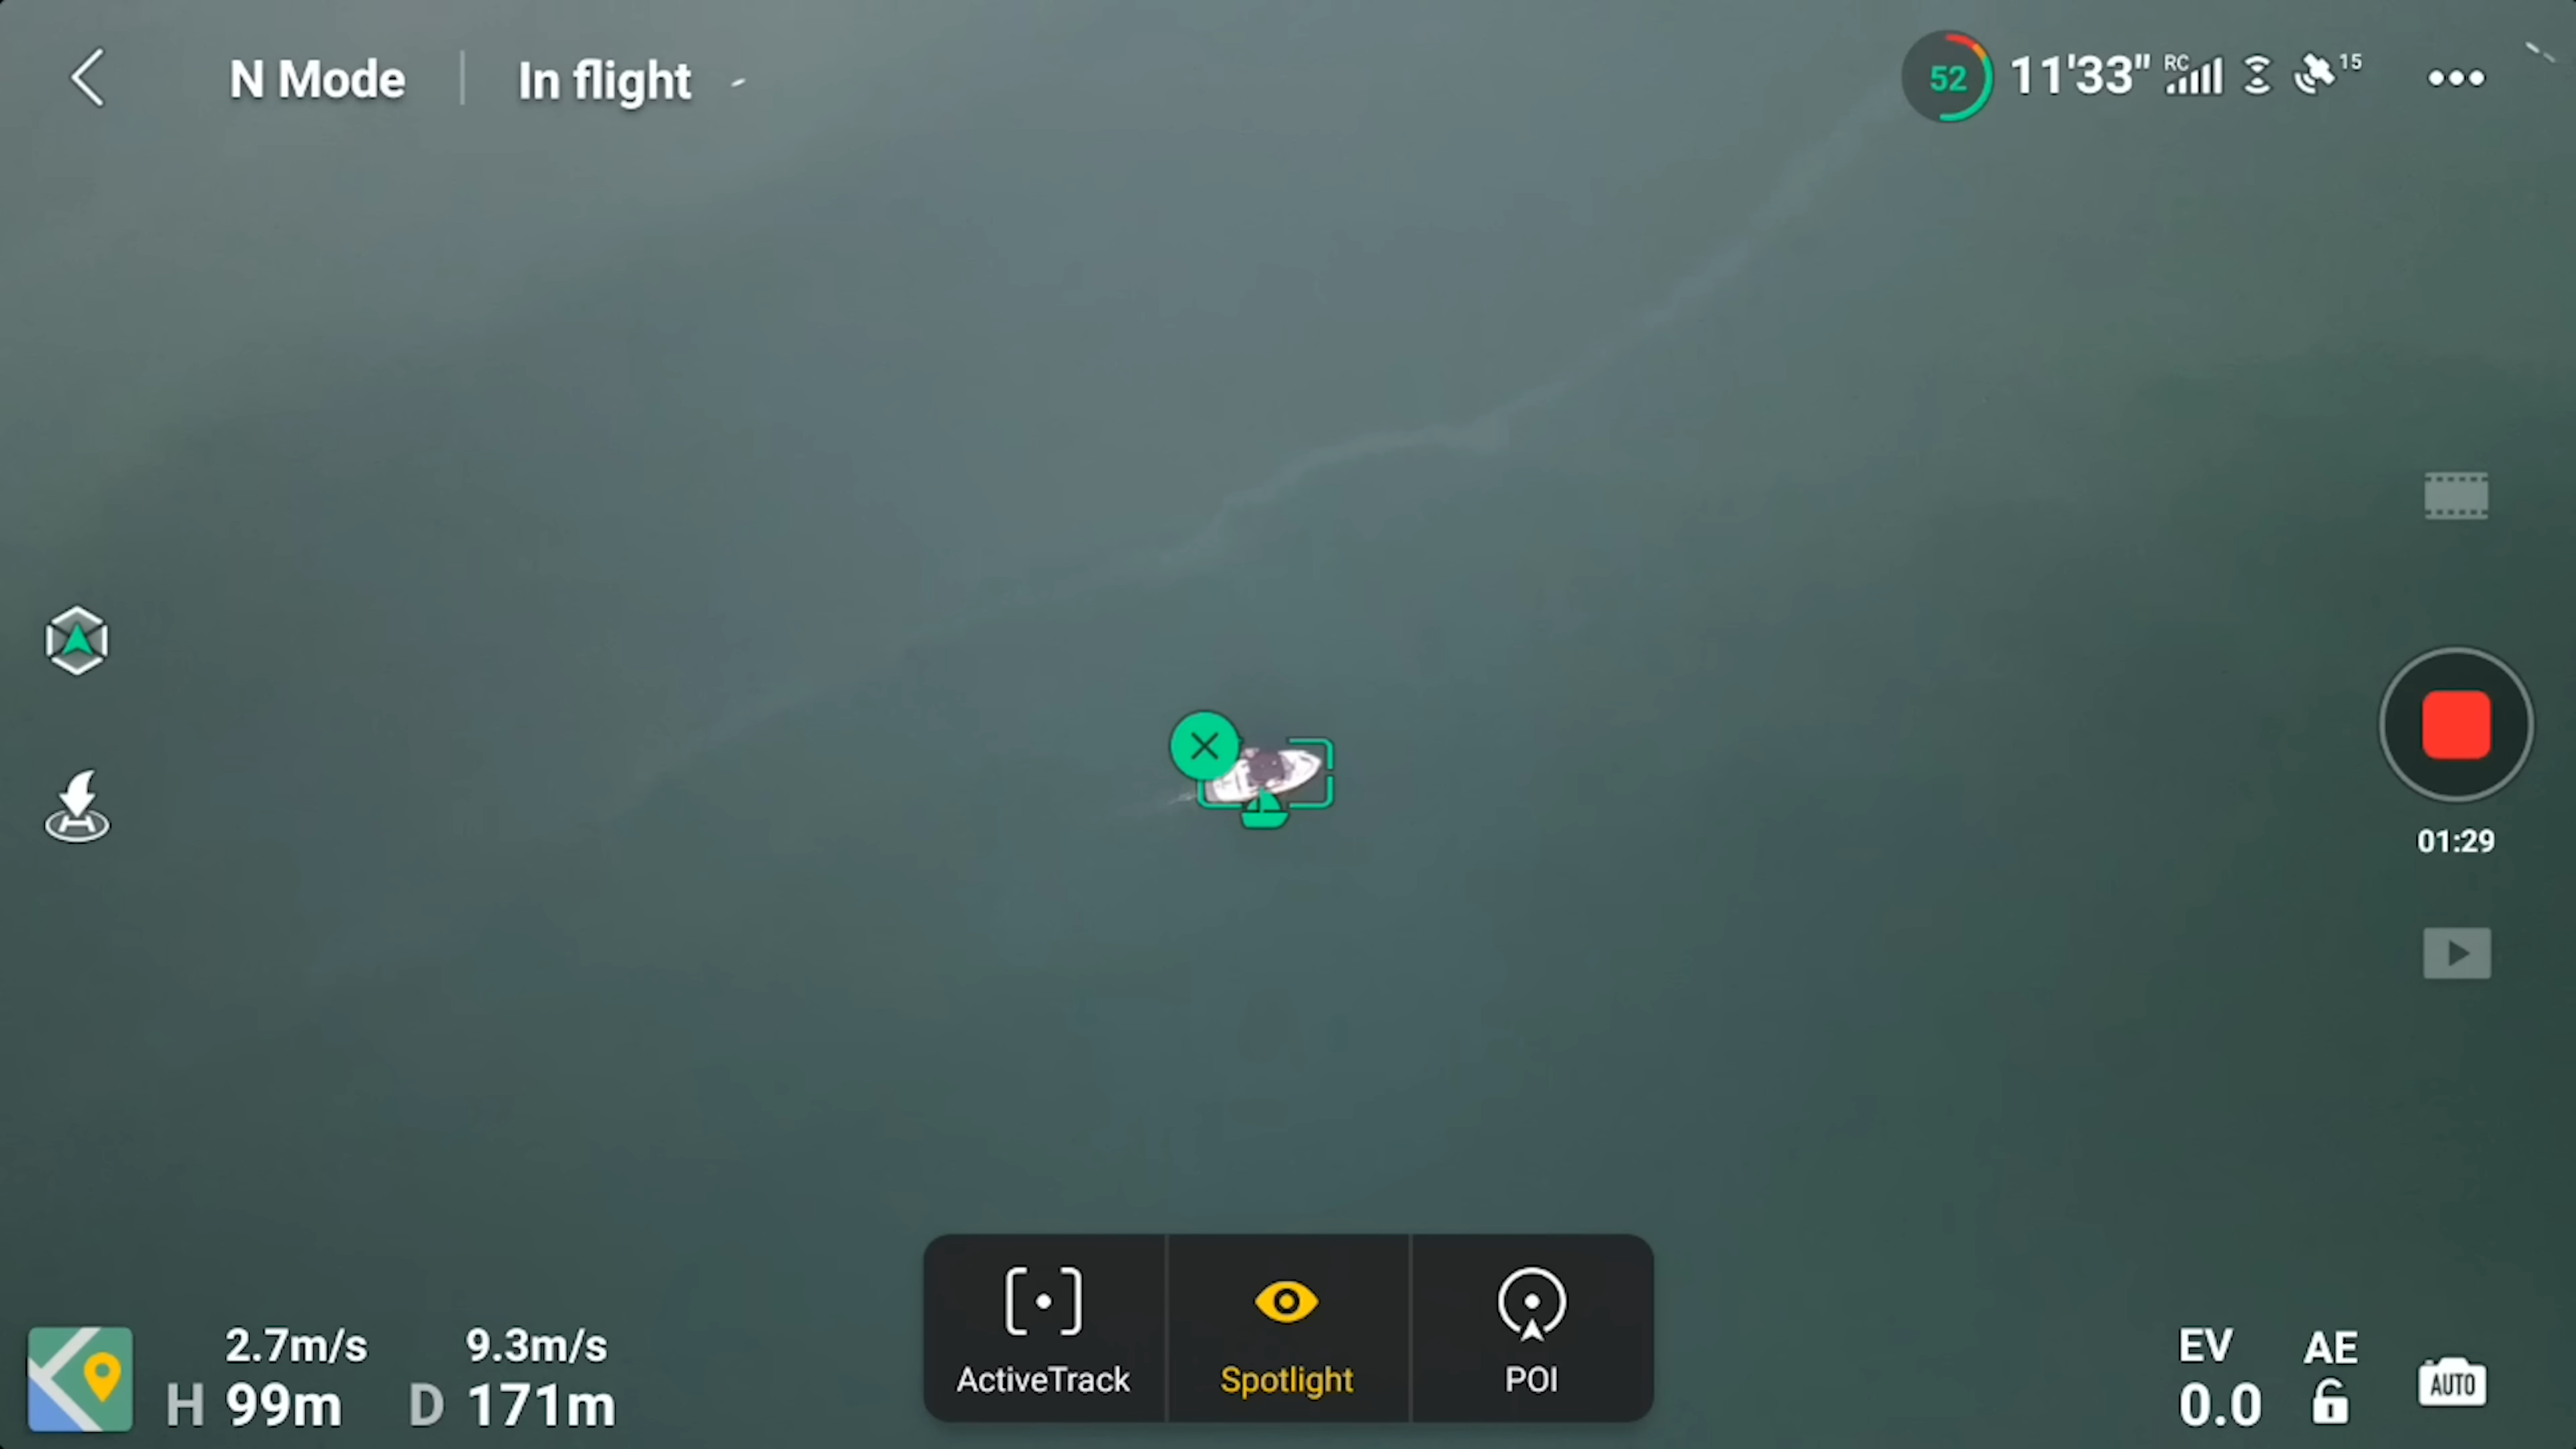 N Mode | In flight
52 11'33" RC 15
01:29
2.7m/s 9.3m/s
H 99m D 171m
ActiveTrack Spotlight POI
EV AE
0.0 AUTO